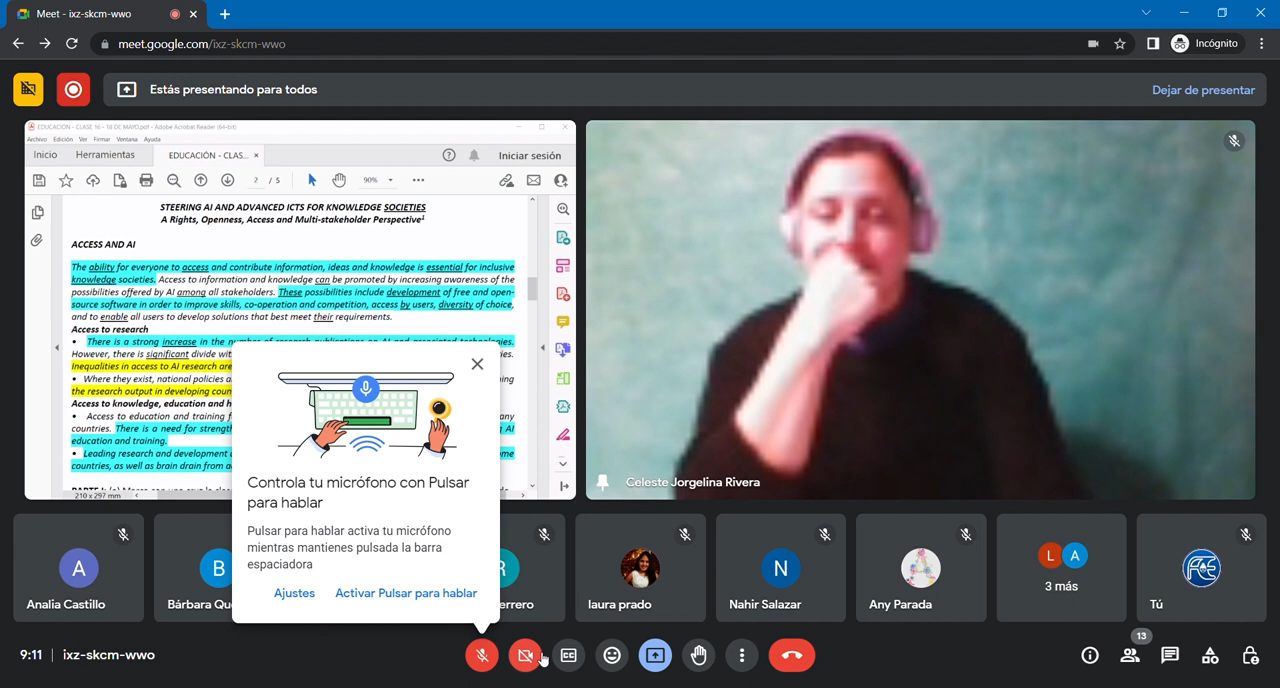 Meet - ixz-skcm-wwo
meet.google.com/ixz-skcm-wwo
Incógnito
Estás presentando para todos
Dejar de presentar
EDUCACIÓN - CLASE 16 - 18 DE MAYO.pdf - Adobe Acrobat Reader (64-bit)
Archivo Edición Ver Firmar Ventana Ayuda
Inicio Herramientas EDUCACIÓN - CLAS... Iniciar sesión
2 / 5 90%
STEERING AI AND ADVANCED ICTS FOR KNOWLEDGE SOCIETIES
A Rights, Openness, Access and Multi-stakeholder Perspective1
ACCESS AND AI
The ability for everyone to access and contribute information, ideas and knowledge is essential for inclusive
knowledge societies. Access to information and knowledge can be promoted by increasing awareness of the
possibilities offered by AI among all stakeholders. These possibilities include development of free and open-
source software in order to improve skills, co-operation and competition, access by users, diversity of choice,
and to enable all users to develop solutions that best meet their requirements.
Access to research
• There is a strong increase in the number of research publications on AI and associated technologies.
However, there is significant divide
Inequalities in access to AI research are
• Where they exist, national policies
the research output in developing
Access to knowledge, education and
• Access to education and training
countries. There is a need for AI
education and training.
• Leading research and development
countries, as well as brain drain from
210 x 297 mm
Controla tu micrófono con Pulsar
para hablar
Pulsar para hablar activa tu micrófono
mientras mantienes pulsada la barra
espaciadora
Ajustes Activar Pulsar para hablar
Celeste Jorgelina Rivera
A
Analia Castillo
B
Bárbara
R
laura prado
N
Nahir Salazar
Any Parada
L A
3 más
FCE
Tú
9:11 ixz-skcm-wwo
13